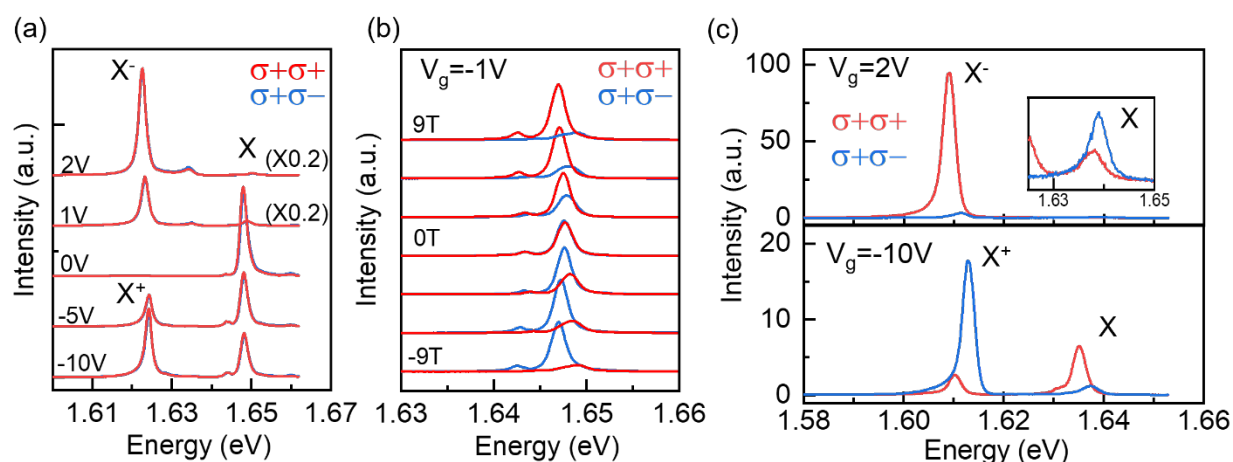 (a)
X-
σ+σ+
σ+σ−
X
2V
(X0.2)
1V
(X0.2)
0V
X+
-5V
-10V
Intensity (a.u.)
1.61
1.63
1.65
1.67
Energy (eV)
(b)
Vg=-1V
σ+σ+
σ+σ−
9T
0T
-9T
Intensity (a.u.)
1.63
1.64
1.65
1.66
Energy (eV)
(c)
100
50
0
Vg=2V
X-
σ+σ+
σ+σ−
X
1.63
1.65
20
10
0
Vg=-10V
X+
X
Intensity (a.u.)
1.58
1.60
1.62
1.64
1.66
Energy (eV)